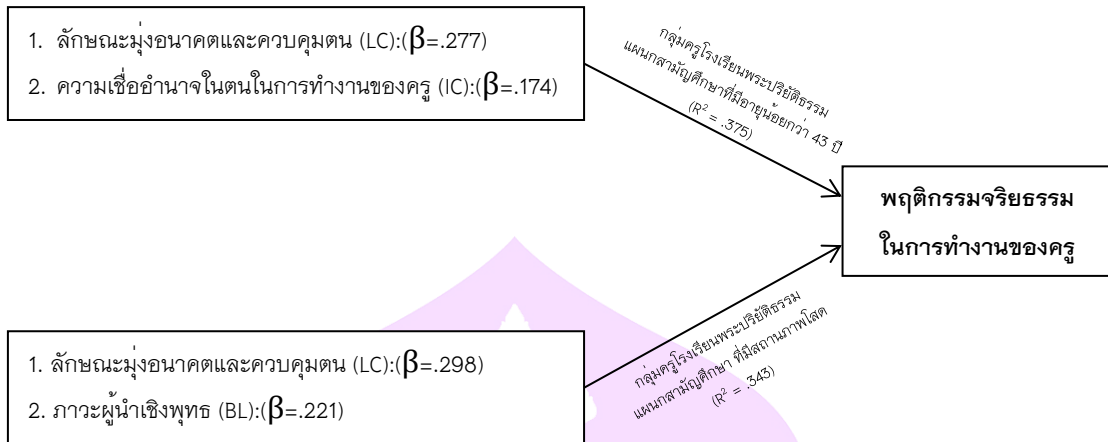 1. ลักษณะมุ่งอนาคตและควบคุมตน (LC):(β=.277)
2. ความเชื่ออำนาจในตนในการทำงานของครู (IC):(β=.174)
กลุ่มครูโรงเรียนพระปริยัติธรรม
แผนกสามัญศึกษาที่มีอายุน้อยกว่า 43 ปี
(R² = .375)
พฤติกรรมจริยธรรม
ในการทำงานของครู
1. ลักษณะมุ่งอนาคตและควบคุมตน (LC):(β=.298)
2. ภาวะผู้นำเชิงพุทธ (BL):(β=.221)
กลุ่มครูโรงเรียนพระปริยัติธรรม
แผนกสามัญศึกษา ที่มีสถานภาพโสด
(R² = .343)